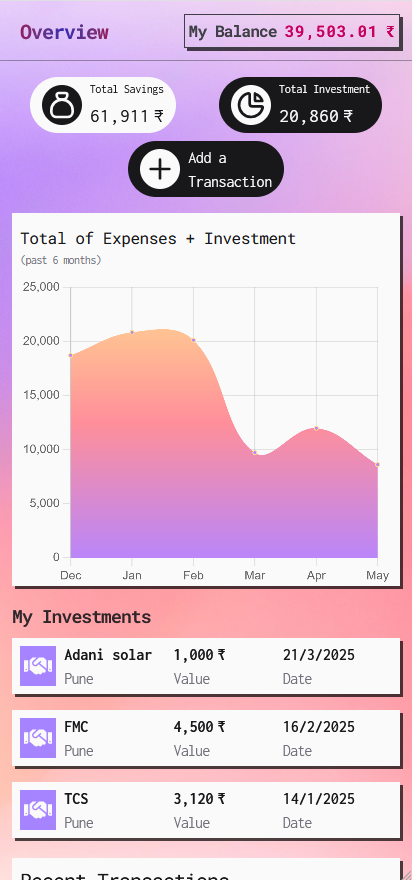 Overview
My Balance 39,503.01 ₹
Total Savings
61,911 ₹
Total Investment
20,860 ₹
Add a
Transaction
Total of Expenses + Investment
(past 6 months)
25,000
20,000
15,000
10,000
5,000
0
Dec Jan Feb Mar Apr May
My Investments
Adani solar 1,000 ₹ 21/3/2025
Pune Value Date
FMC 4,500 ₹ 16/2/2025
Pune Value Date
TCS 3,120 ₹ 14/1/2025
Pune Value Date
Recent Transactions